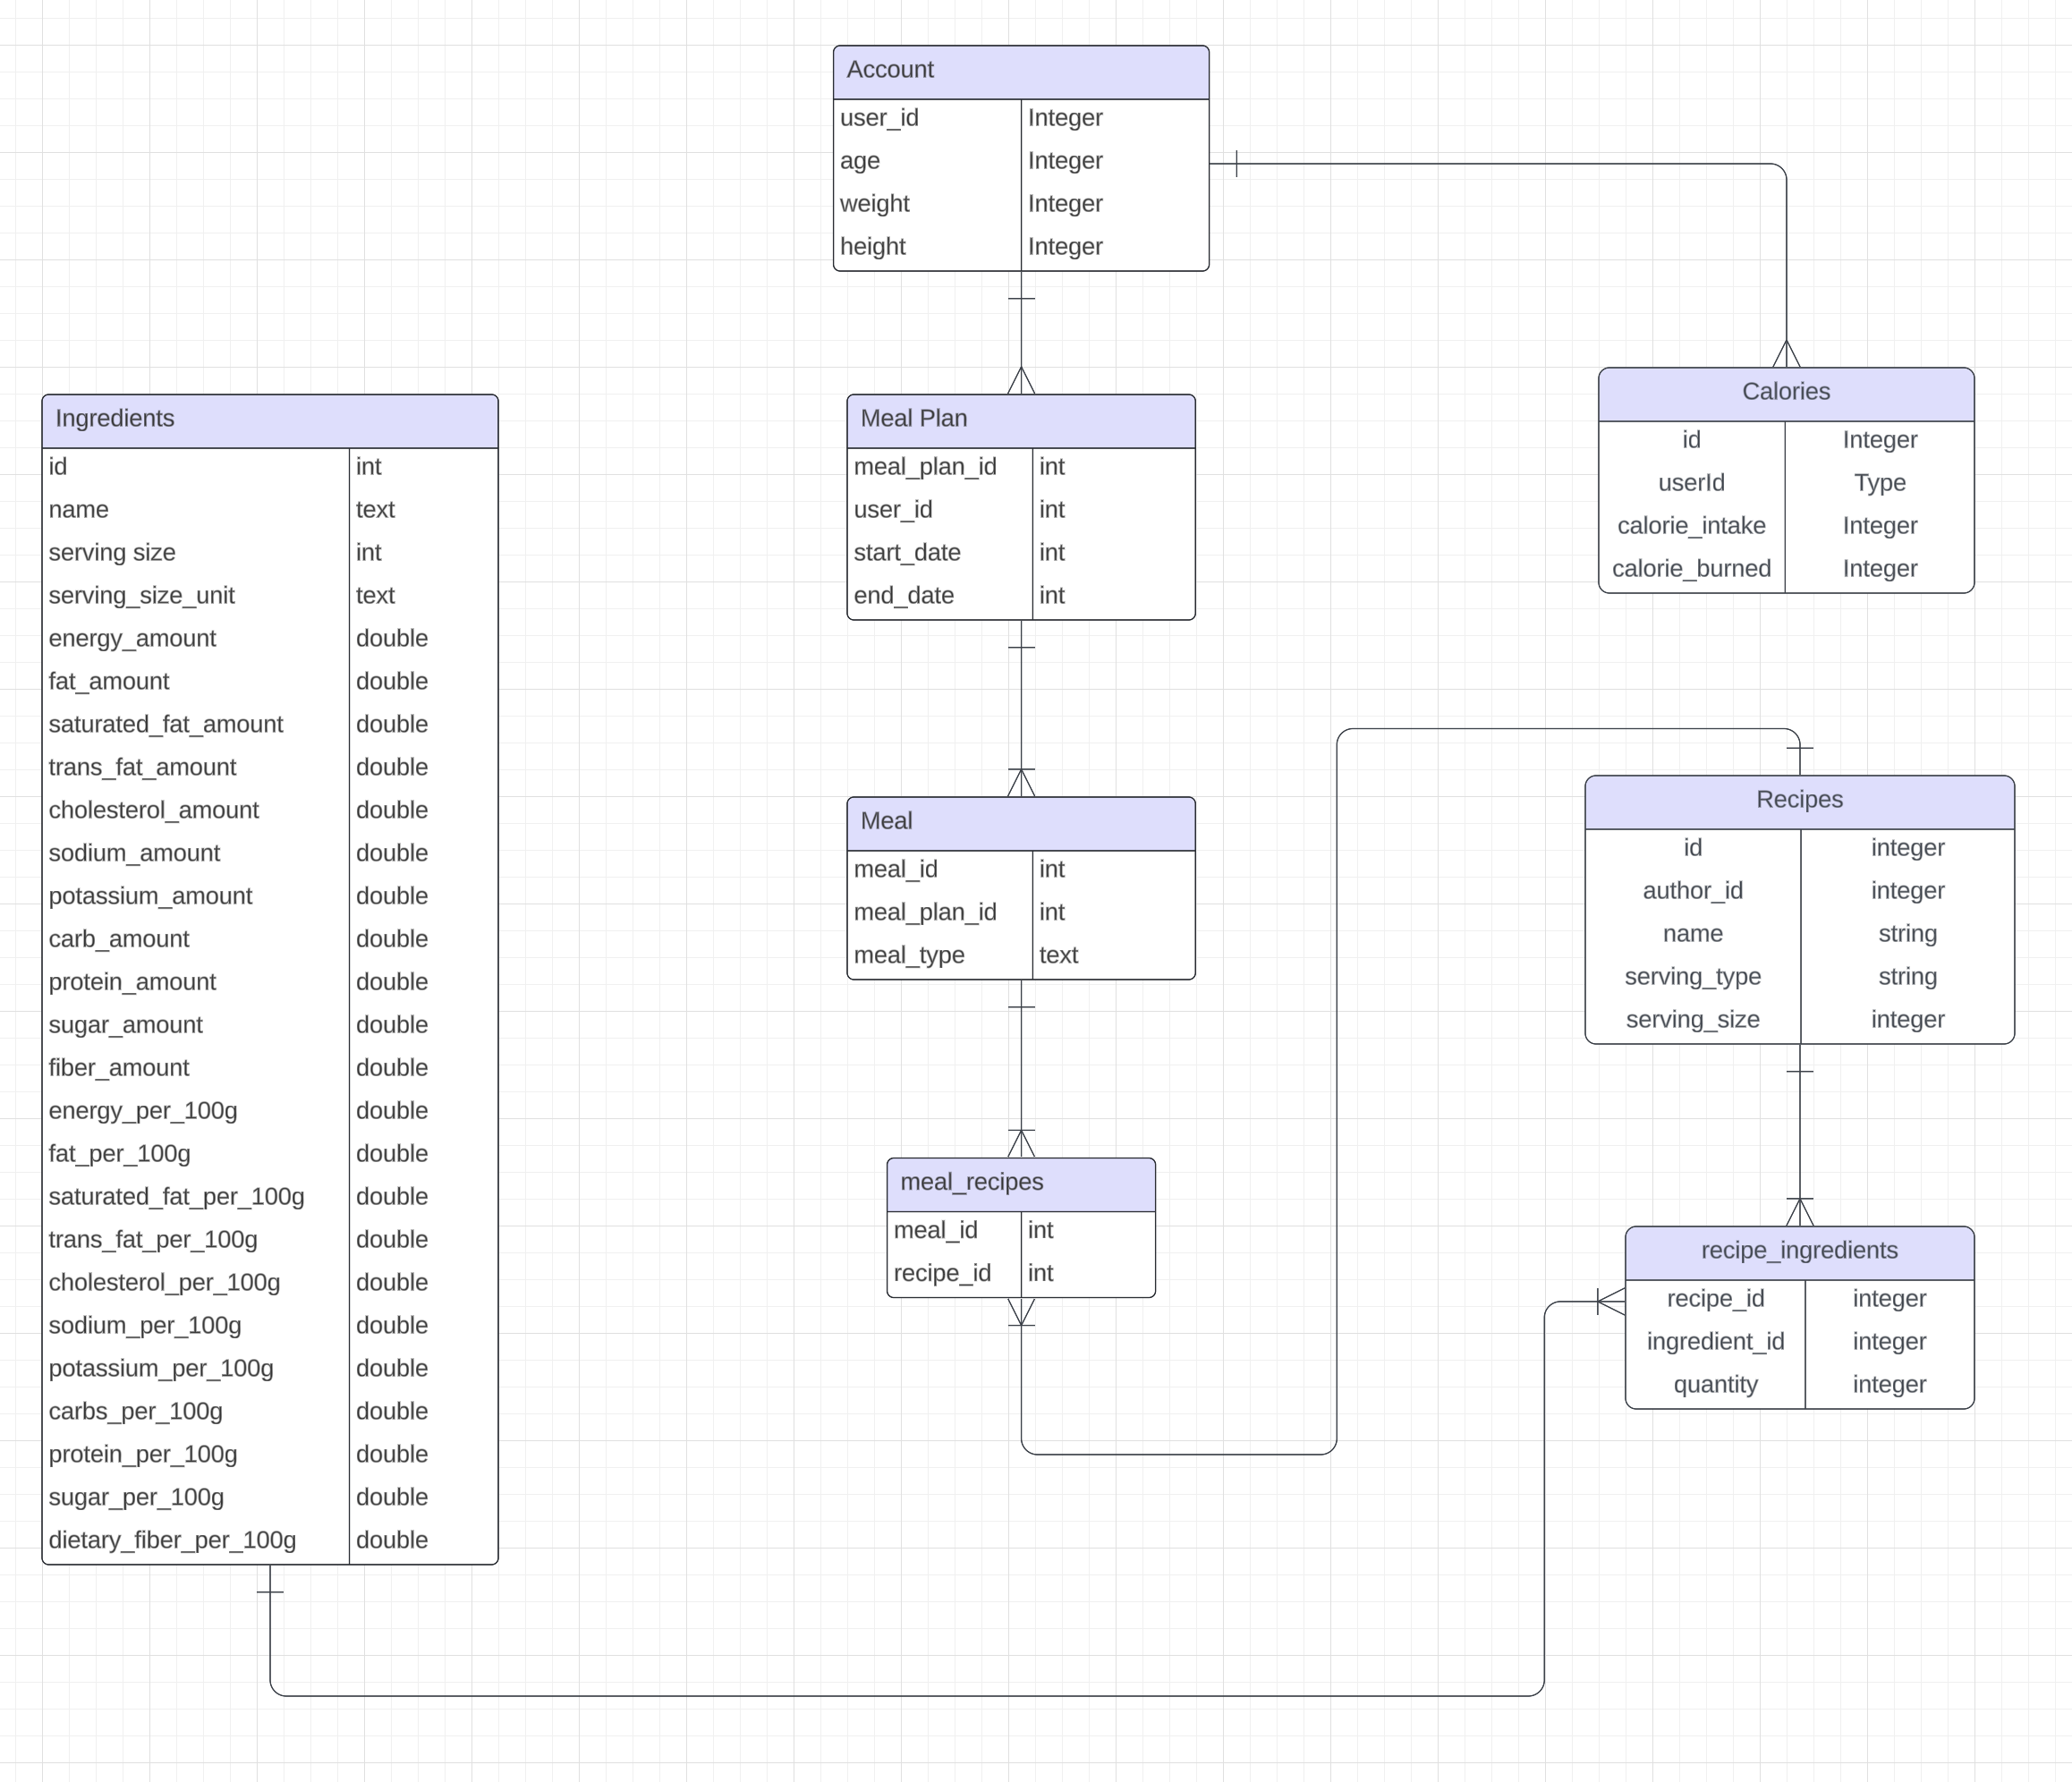 Account
user_id Integer
age Integer
weight Integer
height Integer
Calories
id Integer
userId Type
calorie_intake Integer
calorie_burned Integer
Ingredients
id int
name text
serving size int
serving_size_unit text
energy_amount double
fat_amount double
saturated_fat_amount double
trans_fat_amount double
cholesterol_amount double
sodium_amount double
potassium_amount double
carb_amount double
protein_amount double
sugar_amount double
fiber_amount double
energy_per_100g double
fat_per_100g double
saturated_fat_per_100g double
trans_fat_per_100g double
cholesterol_per_100g double
sodium_per_100g double
potassium_per_100g double
carbs_per_100g double
protein_per_100g double
sugar_per_100g double
dietary_fiber_per_100g double
Meal Plan
meal_plan_id int
user_id int
start_date int
end_date int
Meal
meal_id int
meal_plan_id int
meal_type text
meal_recipes
meal_id int
recipe_id int
Recipes
id integer
author_id integer
name string
serving_type string
serving_size integer
recipe_ingredients
recipe_id integer
ingredient_id integer
quantity integer